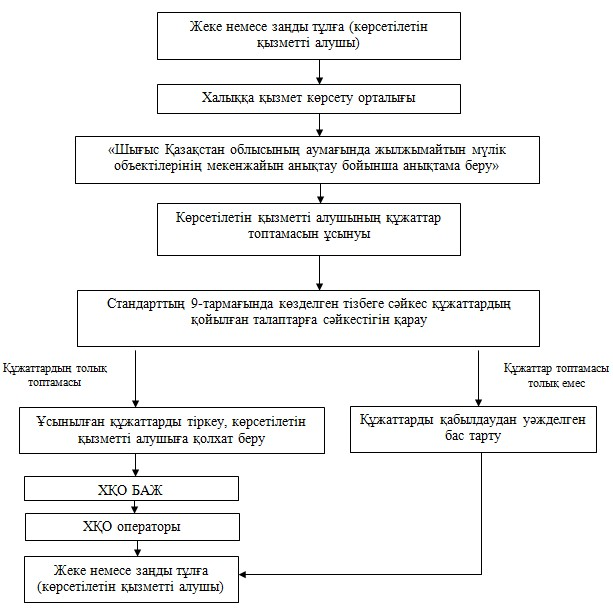 Жеке немесе заңды тұлға (көрсетілетін
қызметті алушы)
Халыққа қызмет көрсету орталығы
«Шығыс Қазақстан облысының аумағында жылжымайтын мүлік
объектілерінің мекенжайын анықтау бойынша анықтама беру»
Көрсетілетін қызметті алушының құжаттар
топтамасын ұсынуы
Стандарттың 9-тармағында көзделген тізбеге сәйкес құжаттардың
қойылған талаптарға сәйкестігін қарау
Құжаттардың толық
топтамасы
Құжаттар топтамасы
толық емес
Ұсынылған құжаттарды тіркеу, көрсетілетін
қызметті алушыға қолхат беру
Құжаттарды қабылдаудан уәжделген
бас тарту
ХҚО БАЖ
ХҚО операторы
Жеке немесе заңды тұлға
(көрсетілетін қызметті алушы)